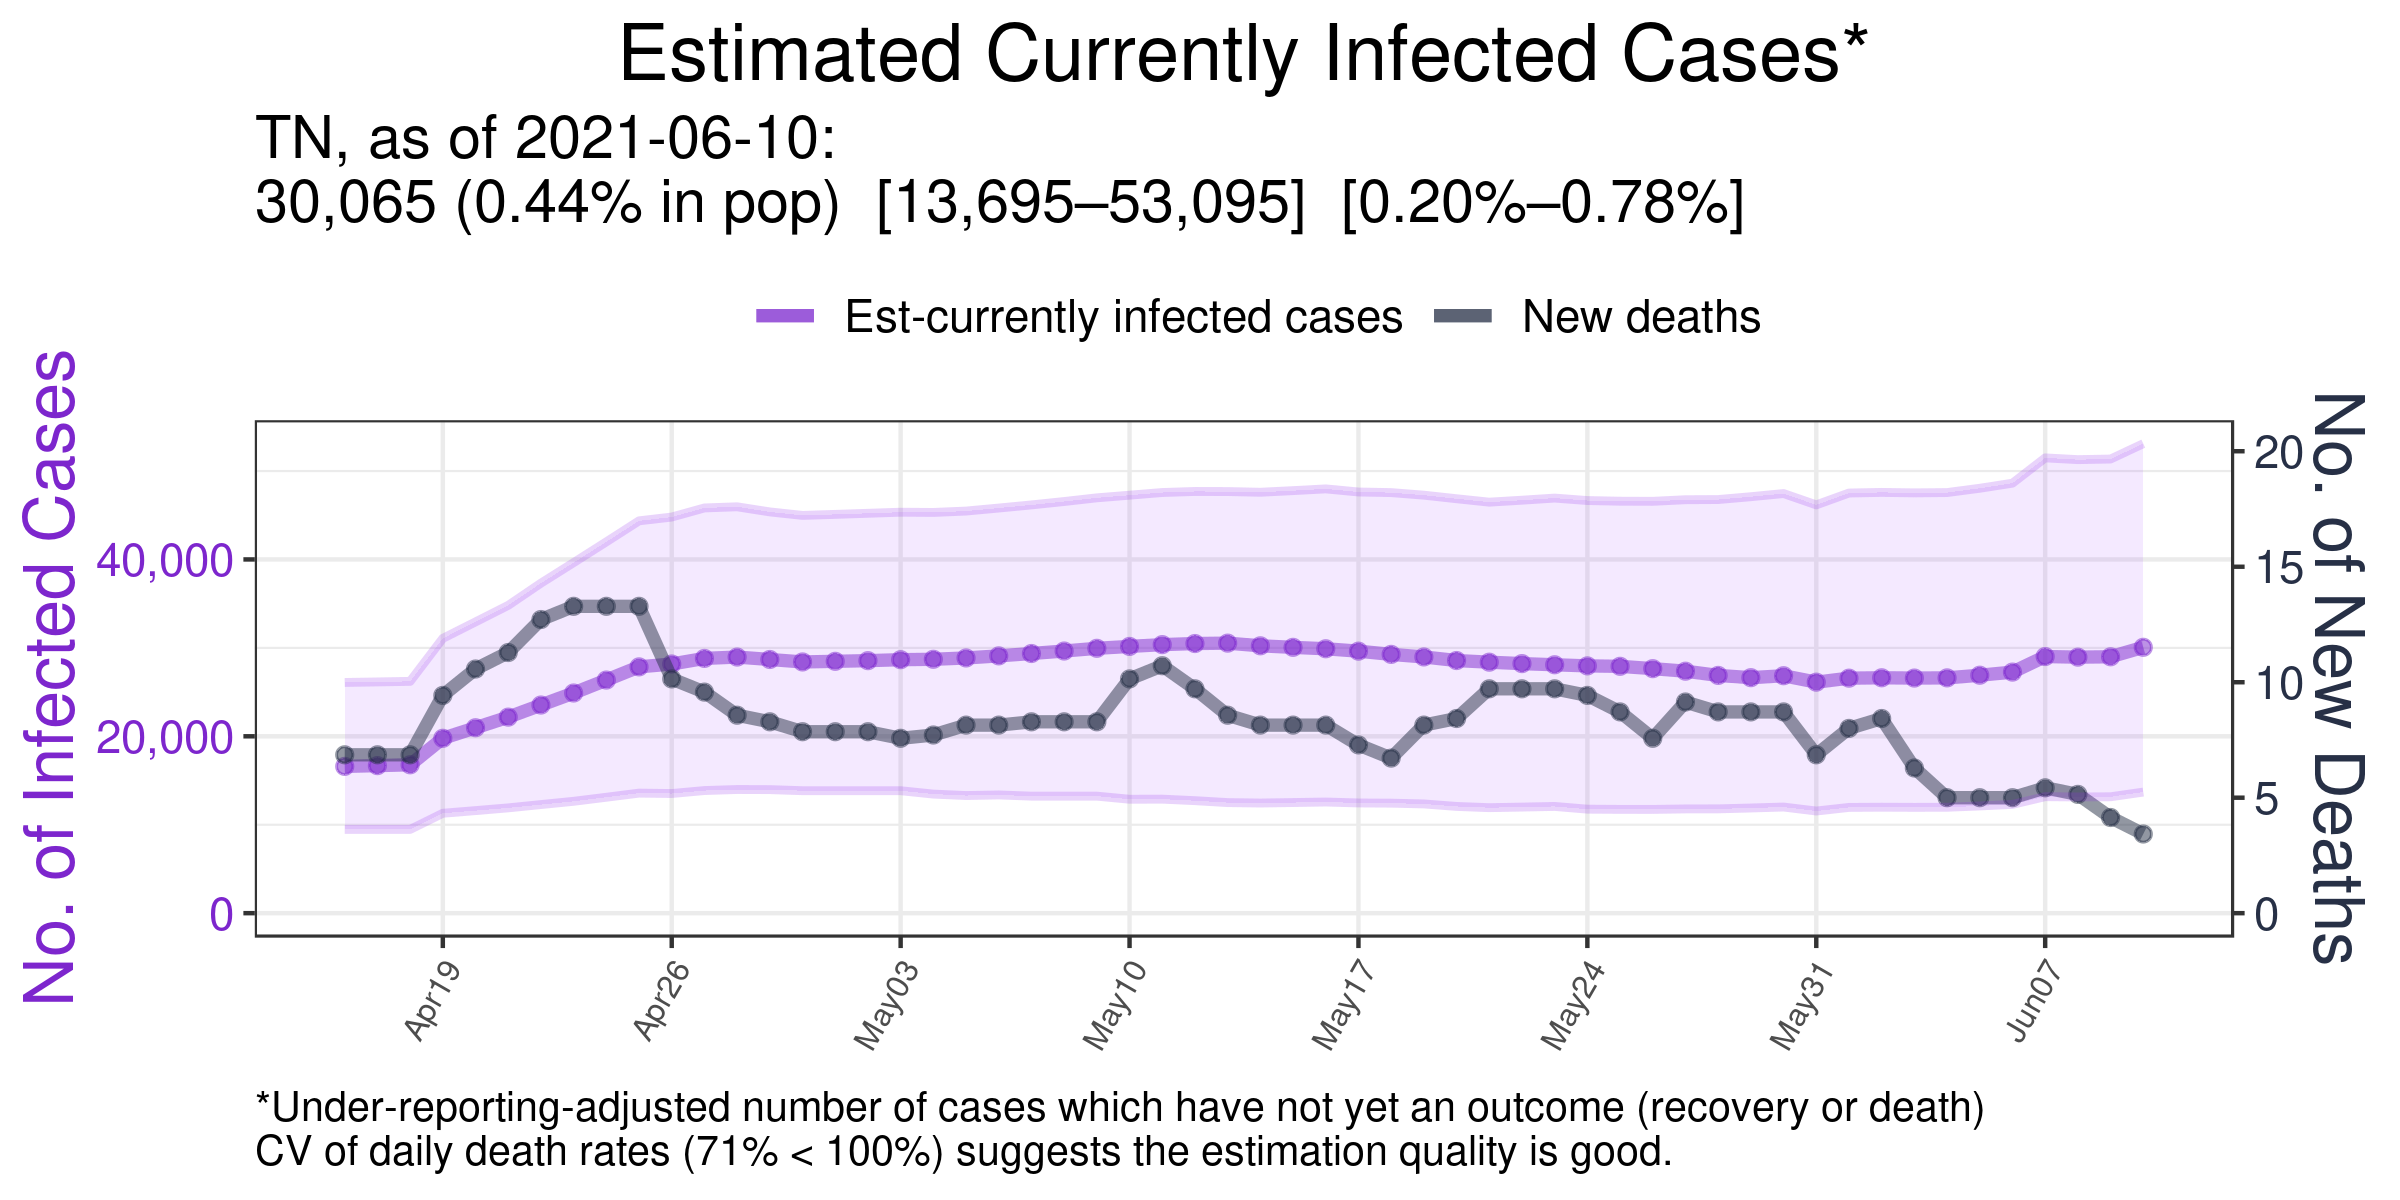 Estimated Currently Infected Cases*
TN, as of 2021-06-10:
30,065 (0.44% in pop)  [13,695–53,095]  [0.20%–0.78%]
Est-currently infected cases
New deaths
No. of Infected Cases
40,000
20,000
0
20
15
10
5
0
No. of New Deaths
Apr19
Apr26
May03
May10
May17
May24
May31
Jun07
*Under-reporting-adjusted number of cases which have not yet an outcome (recovery or death)
CV of daily death rates (71% < 100%) suggests the estimation quality is good.